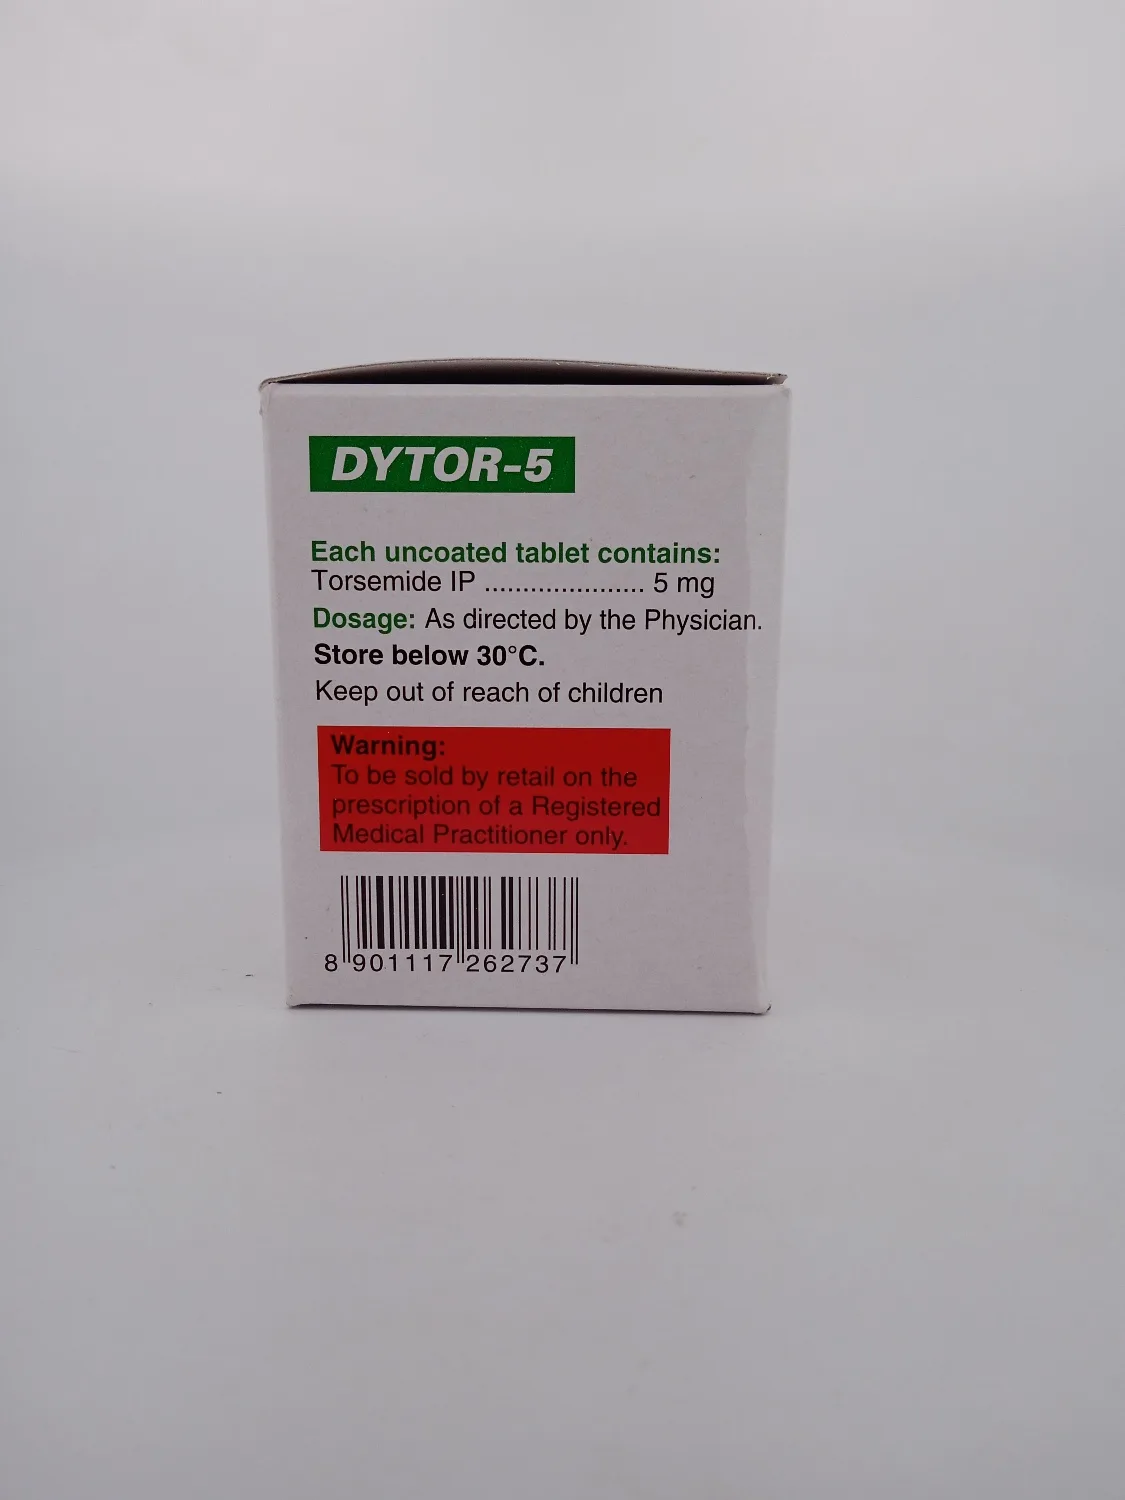 DYTOR-5
Each uncoated tablet contains:
Torsemide IP ..................... 5 mg
Dosage: As directed by the Physician.
Store below 30°C.
Keep out of reach of children
Warning:
To be sold by retail on the
prescription of a Registered
Medical Practitioner only.
8 901117 262737